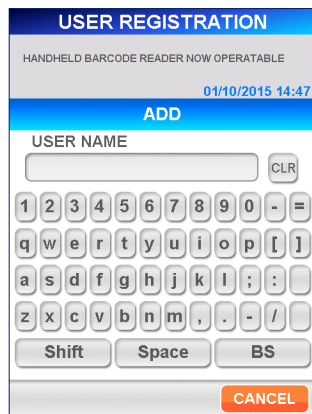 USER REGISTRATION
HANDHELD BARCODE READER NOW OPERATABLE
01/10/2015 14:47
ADD
USER NAME
CLR
1 2 3 4 5 6 7 8 9 0 - =
q w e r t y u i o p [ ]
a s d f g h j k l ; :
z x c v b n m , . - /
Shift Space BS
CANCEL